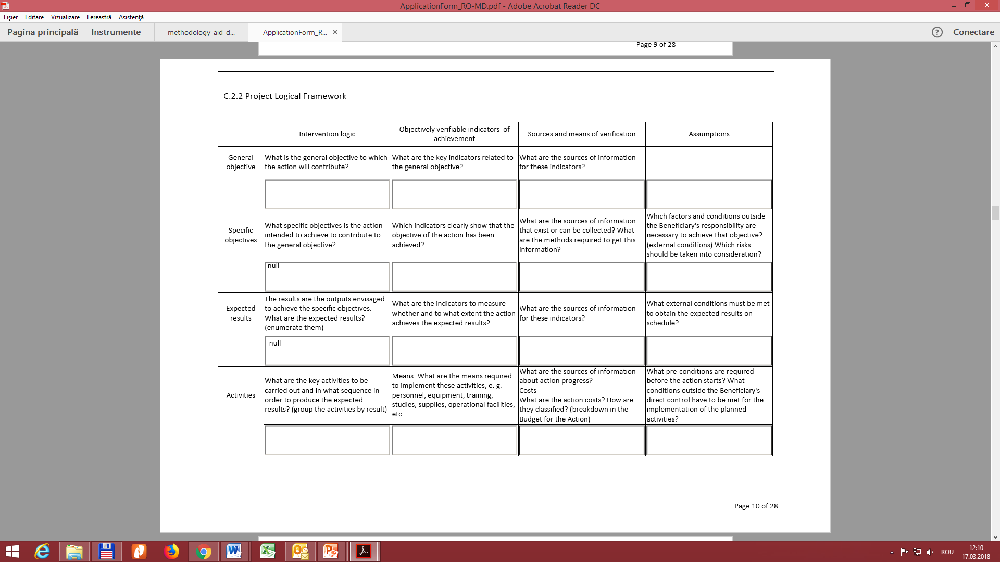 ApplicationForm_RO-MD.pdf - Adobe Acrobat Reader DC
Fişier Editare Vizualizare Fereastră Asistenţă
Pagina principală Instrumente methodology-aid-d... ApplicationForm_R... × ? Conectare
Page 9 of 28
C.2.2 Project Logical Framework
Intervention logic
Objectively verifiable indicators of
achievement
Sources and means of verification
Assumptions
General
objective
What is the general objective to which
the action will contribute?
What are the key indicators related to
the general objective?
What are the sources of information
for these indicators?
Specific
objectives
What specific objectives is the action
intended to achieve to contribute to
the general objective?
Which indicators clearly show that the
objective of the action has been
achieved?
What are the sources of information
that exist or can be collected? What
are the methods required to get this
information?
Which factors and conditions outside
the Beneficiary's responsibility are
necessary to achieve that objective?
(external conditions) Which risks
should be taken into consideration?
null
Expected
results
The results are the outputs envisaged
to achieve the specific objectives.
What are the expected results?
(enumerate them)
What are the indicators to measure
whether and to what extent the action
achieves the expected results?
What are the sources of information
for these indicators?
What external conditions must be met
to obtain the expected results on
schedule?
null
Activities
What are the key activities to be
carried out and in what sequence in
order to produce the expected
results? (group the activities by result)
Means: What are the means required
to implement these activities, e. g.
personnel, equipment, training,
studies, supplies, operational facilities,
etc.
What are the sources of information
about action progress?
Costs
What are the action costs? How are
they classified? (breakdown in the
Budget for the Action)
What pre-conditions are required
before the action starts? What
conditions outside the Beneficiary's
direct control have to be met for the
implementation of the planned
activities?
Page 10 of 28
ROU
12:10
17.03.2018